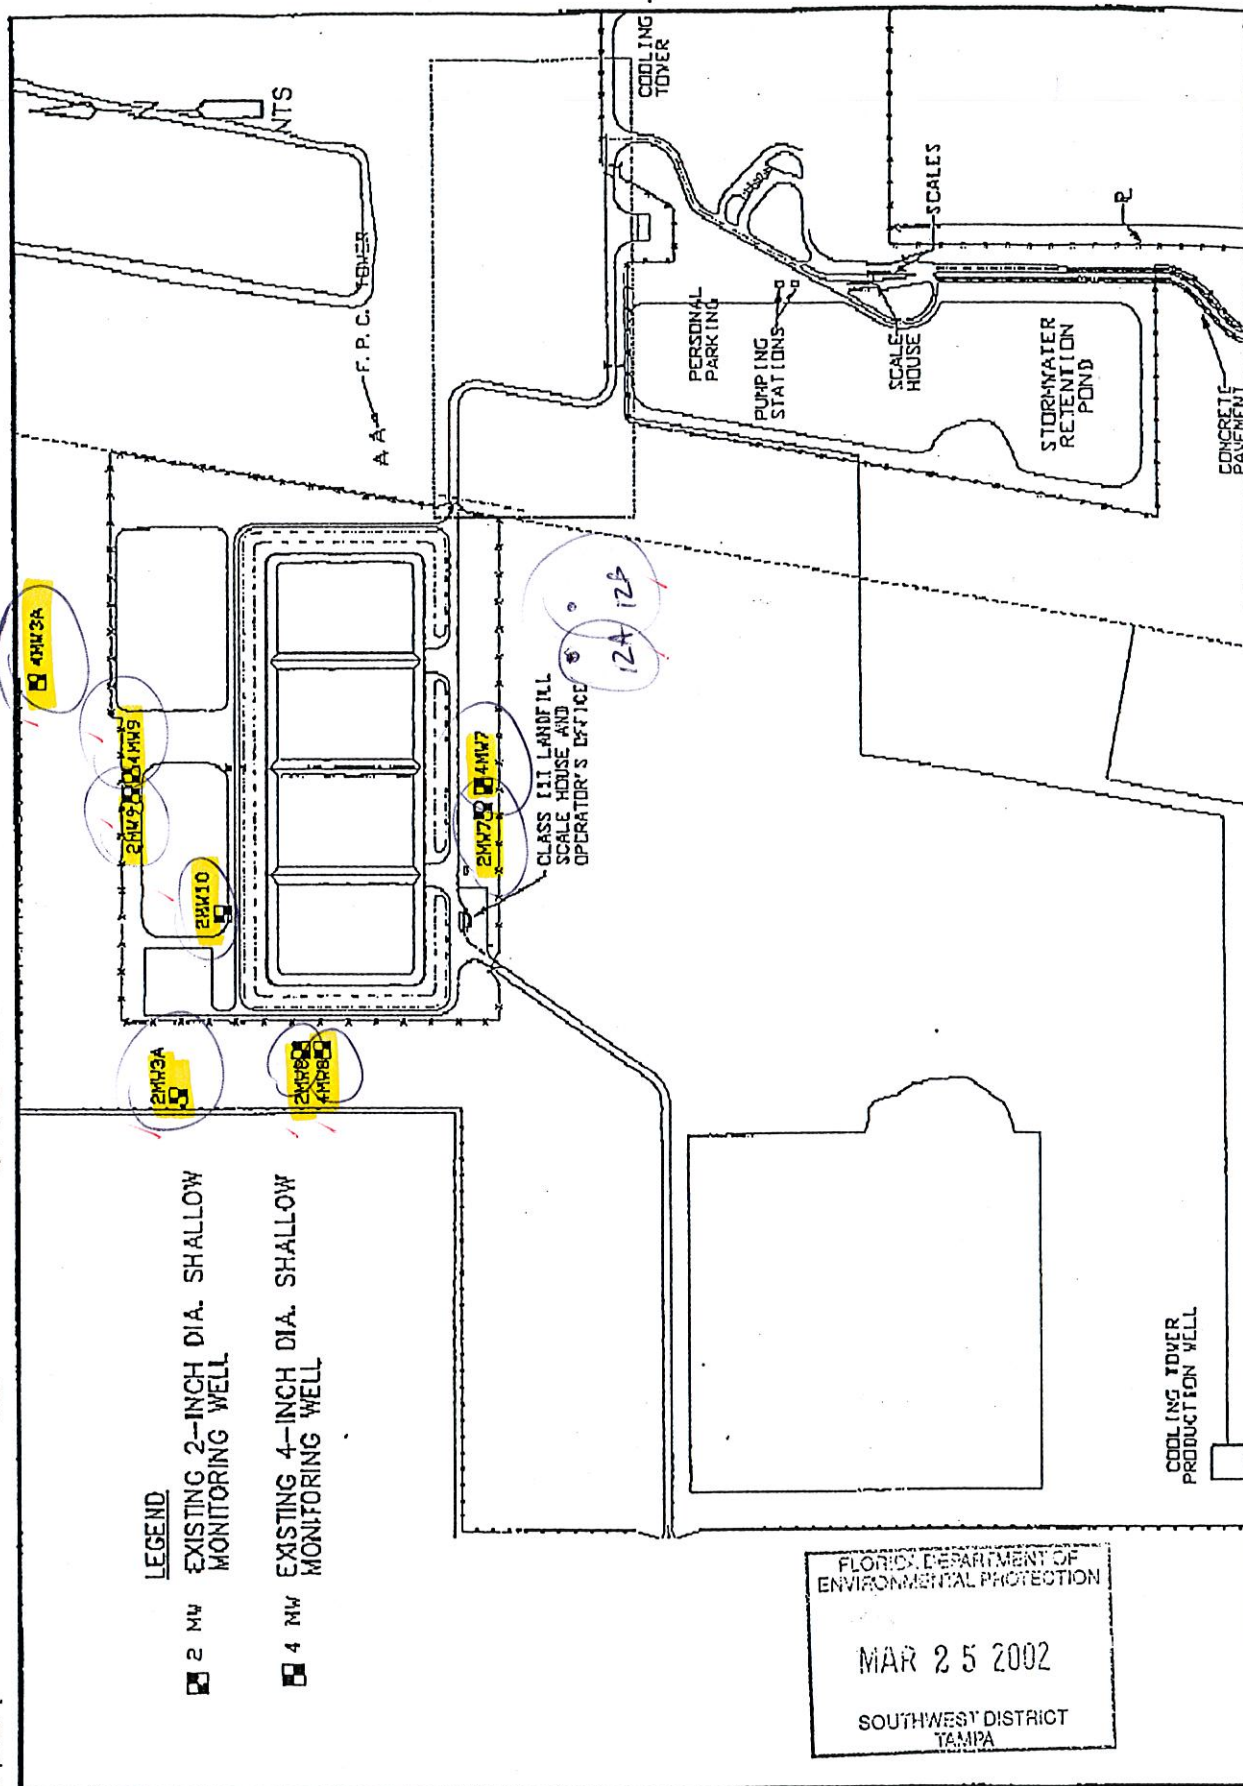 LEGEND
2 MW EXISTING 2-INCH DIA. SHALLOW
MONITORING WELL
4 MW EXISTING 4-INCH DIA. SHALLOW
MONITORING WELL
2MW3A
2MW8
4MW8
2MW10
2MW9
4MW9
4MW3A
2MW7
4MW7
CLASS III LANDFILL
SCALE HOUSE AND
OPERATOR'S OFFICE
12A
12B
F. P. C. TOWER
N
NTS
COOLING
TOWER
PERSONAL
PARKING
PUMPING
STATIONS
SCALE
HOUSE
SCALES
PL
STORMWATER
RETENTION
POND
CONCRETE
PAVEMENT
COOLING TOWER
PRODUCTION WELL
FLORIDA DEPARTMENT OF
ENVIRONMENTAL PROTECTION
MAR 25 2002
SOUTHWEST DISTRICT
TAMPA